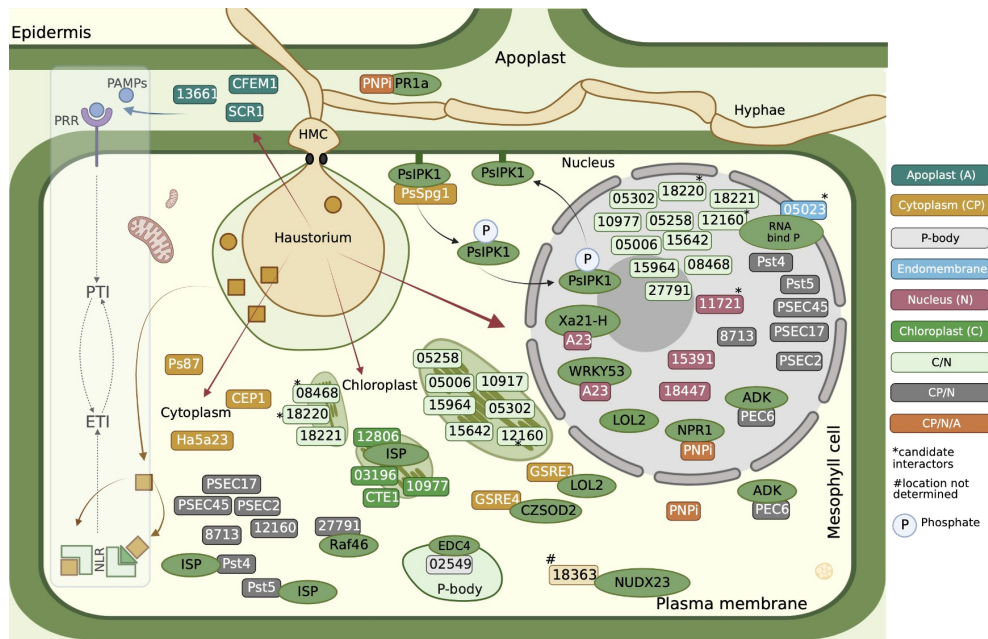 Epidermis
Apoplast
PAMPs
PRR
13661
CFEM1
SCR1
PNPi
PR1a
Hyphae
HMC
Haustorium
PsIPK1
PsSpg1
PsIPK1
P
PsIPK1
Nucleus
05302
18220
*
18221
10977
05258
12160
*
05006
15642
15964
08468
27791
05023
*
RNA
bind P
Pst4
Pst5
PSEC45
PSEC17
PSEC2
P
PsIPK1
11721
*
8713
Xa21-H
A23
WRKY53
A23
15391
18447
LOL2
NPR1
PNPi
ADK
PEC6
PTI
ETI
NLR
Ps87
CEP1
Cytoplasm
Ha5a23
Chloroplast
*
08468
*
18220
18221
05258
05006
10917
15964
05302
15642
12160
*
12806
ISP
03196
CTE1
10977
GSRE1
LOL2
GSRE4
CZSOD2
PNPi
ADK
PEC6
PSEC17
PSEC45
PSEC2
8713
12160
27791
Raf46
ISP
Pst4
Pst5
ISP
EDC4
02549
P-body
#
18363
NUDX23
Plasma membrane
Mesophyll cell
Apoplast (A)
Cytoplasm (CP)
P-body
Endomembrane
Nucleus (N)
Chloroplast (C)
C/N
CP/N
CP/N/A
*candidate
interactors
#location not
determined
P
Phosphate